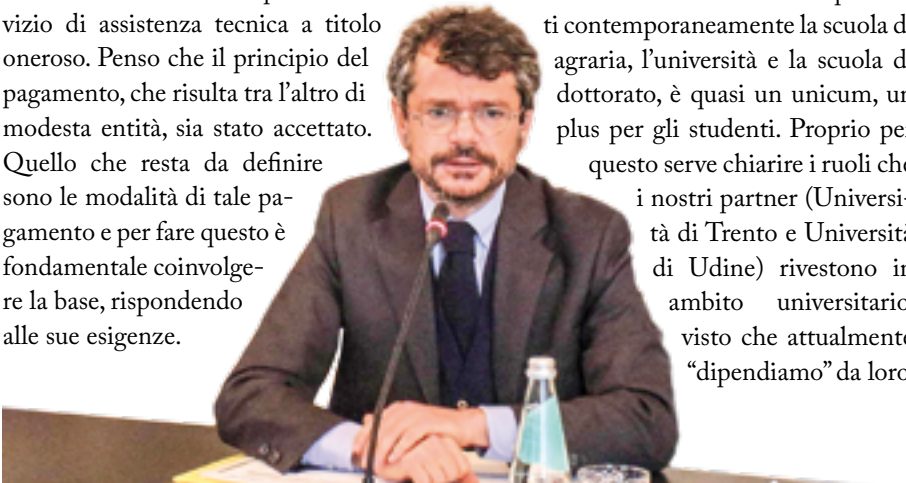 vizio di assistenza tecnica a titolo
oneroso. Penso che il principio del
pagamento, che risulta tra l'altro di
modesta entità, sia stato accettato.
Quello che resta da definire
sono le modalità di tale pa-
gamento e per fare questo è
fondamentale coinvolge-
re la base, rispondendo
alle sue esigenze.
ti contemporaneamente la scuola d
agraria, l'università e la scuola d
dottorato, è quasi un unicum, un
plus per gli studenti. Proprio per
questo serve chiarire i ruoli che
i nostri partner (Universi-
tà di Trento e Università
di Udine) rivestono in
ambito universitario
visto che attualmente
“dipendiamo” da loro